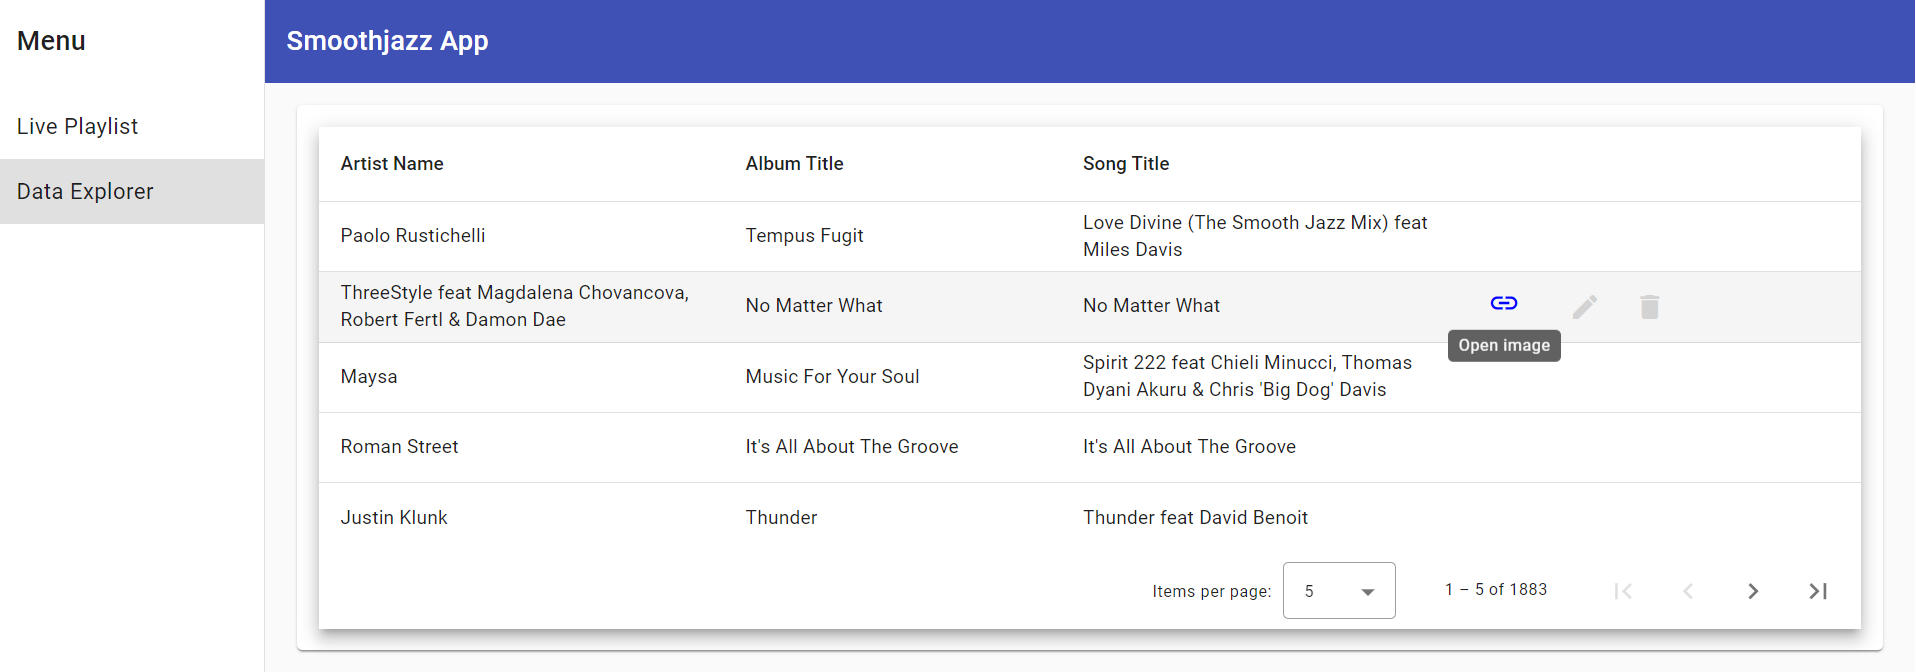 Menu
Smoothjazz App
Live Playlist
Data Explorer
Artist Name Album Title Song Title
Paolo Rustichelli Tempus Fugit Love Divine (The Smooth Jazz Mix) feat
Miles Davis
ThreeStyle feat Magdalena Chovancova,
Robert Fertl & Damon Dae No Matter What No Matter What
Open image
Maysa Music For Your Soul Spirit 222 feat Chieli Minucci, Thomas
Dyani Akuru & Chris 'Big Dog' Davis
Roman Street It's All About The Groove It's All About The Groove
Justin Klunk Thunder Thunder feat David Benoit
Items per page: 5 1 – 5 of 1883